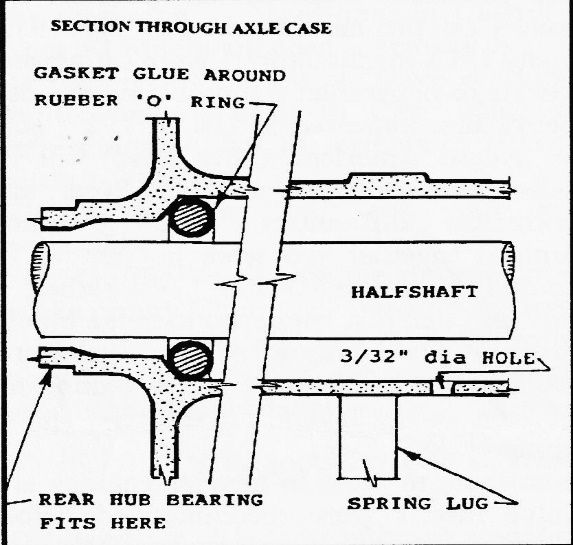 SECTION THROUGH AXLE CASE
GASKET GLUE AROUND
RUBBER 'O' RING
HALFSHAFT
3/32" dia HOLE
REAR HUB BEARING
FITS HERE
SPRING LUG